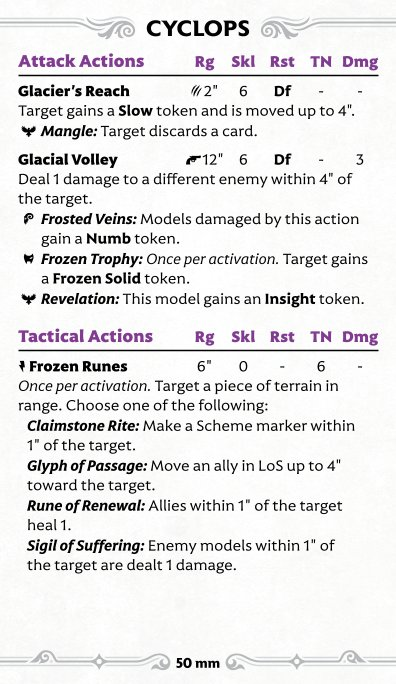 CYCLOPS
Attack Actions Rg Skl Rst TN Dmg
Glacier's Reach 2" 6 Df - -
Target gains a Slow token and is moved up to 4".
Mangle: Target discards a card.
Glacial Volley 12" 6 Df - 3
Deal 1 damage to a different enemy within 4" of
the target.
Frosted Veins: Models damaged by this action
gain a Numb token.
Frozen Trophy: Once per activation. Target gains
a Frozen Solid token.
Revelation: This model gains an Insight token.
Tactical Actions Rg Skl Rst TN Dmg
Frozen Runes 6" 0 - 6 -
Once per activation. Target a piece of terrain in
range. Choose one of the following:
Claimstone Rite: Make a Scheme marker within
1" of the target.
Glyph of Passage: Move an ally in LoS up to 4"
toward the target.
Rune of Renewal: Allies within 1" of the target
heal 1.
Sigil of Suffering: Enemy models within 1" of
the target are dealt 1 damage.
50 mm